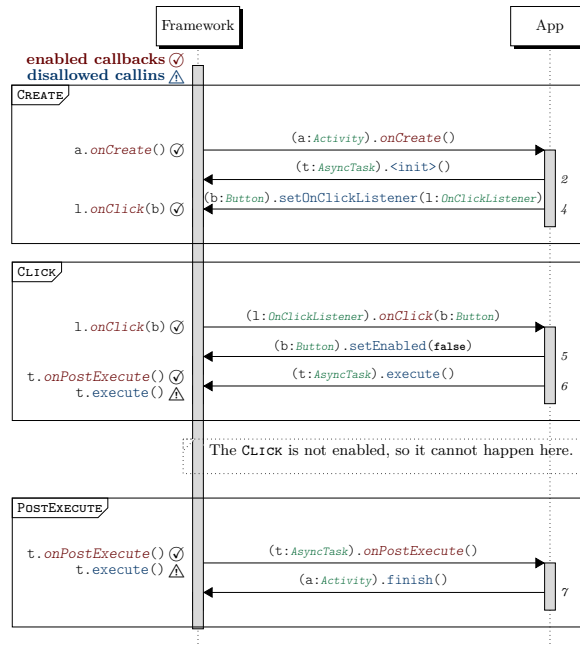 Framework App
enabled callbacks
disallowed callins
CREATE
a.onCreate() (a:Activity).onCreate()
(t:AsyncTask).<init>() 2
l.onClick(b) (b:Button).setOnClickListener(l:OnClickListener) 4
CLICK
l.onClick(b) (l:OnClickListener).onClick(b:Button)
(b:Button).setEnabled(false) 5
t.onPostExecute() (t:AsyncTask).execute() 6
t.execute()
The CLICK is not enabled, so it cannot happen here.
POSTEXECUTE
t.onPostExecute() (t:AsyncTask).onPostExecute()
t.execute()
(a:Activity).finish() 7